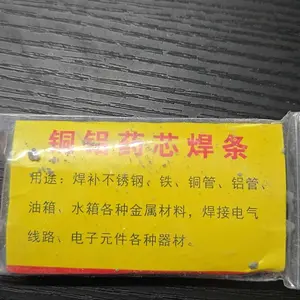 铜铝药芯焊条
用途：焊补不锈钢、铁、铜管、铝管、
油箱、水箱各种金属材料，焊接电气
线路、电子元件各种器材。